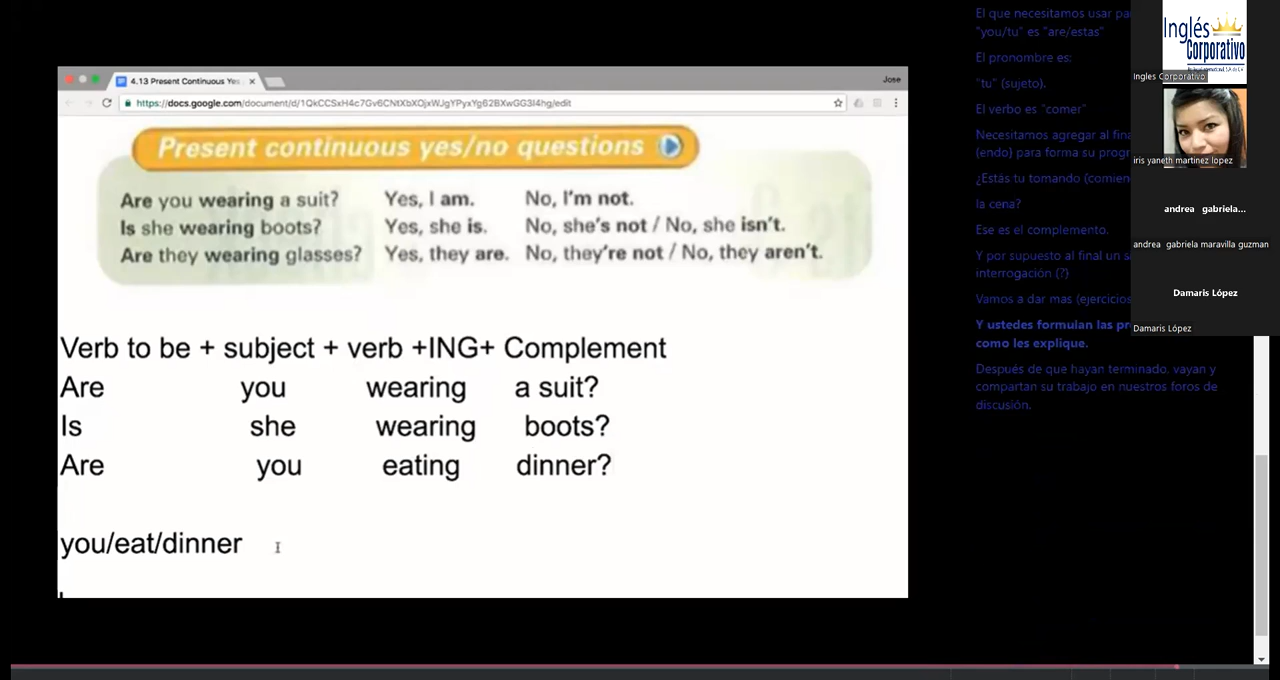 4.13 Present Continuous Yes
Jose
https://docs.google.com/document/d/1QkCCSxH4c7Gv6CNtXbXOjxWJgYPyxYg62BXwGG3I4hg/edit
Present continuous yes/no questions
Are you wearing a suit? Yes, I am. No, I'm not.
Is she wearing boots? Yes, she is. No, she's not / No, she isn't.
Are they wearing glasses? Yes, they are. No, they're not / No, they aren't.
Verb to be + subject + verb +ING+ Complement
Are you wearing a suit?
Is she wearing boots?
Are you eating dinner?
you/eat/dinner
El que necesitamos usar
"you/tu" es "are/estas"
El pronombre es:
"tu" (sujeto).
El verbo es "comer"
Necesitamos agregar al
(endo) para forma su
¿Estás tu tomando
la cena?
Ese es el complemento.
Y por supuesto al final un
interrogación (?)
Vamos a dar mas (ejercicios
Y ustedes formulan las
como les explique.
Después de que hayan terminado, vayan y
compartan su trabajo en nuestros foros de
discusión.
Inglés
Corporativo
Ingles Corporativo
iris yaneth martinez lopez
andrea gabriela...
andrea gabriela maravilla guzman
Damaris López
Damaris López